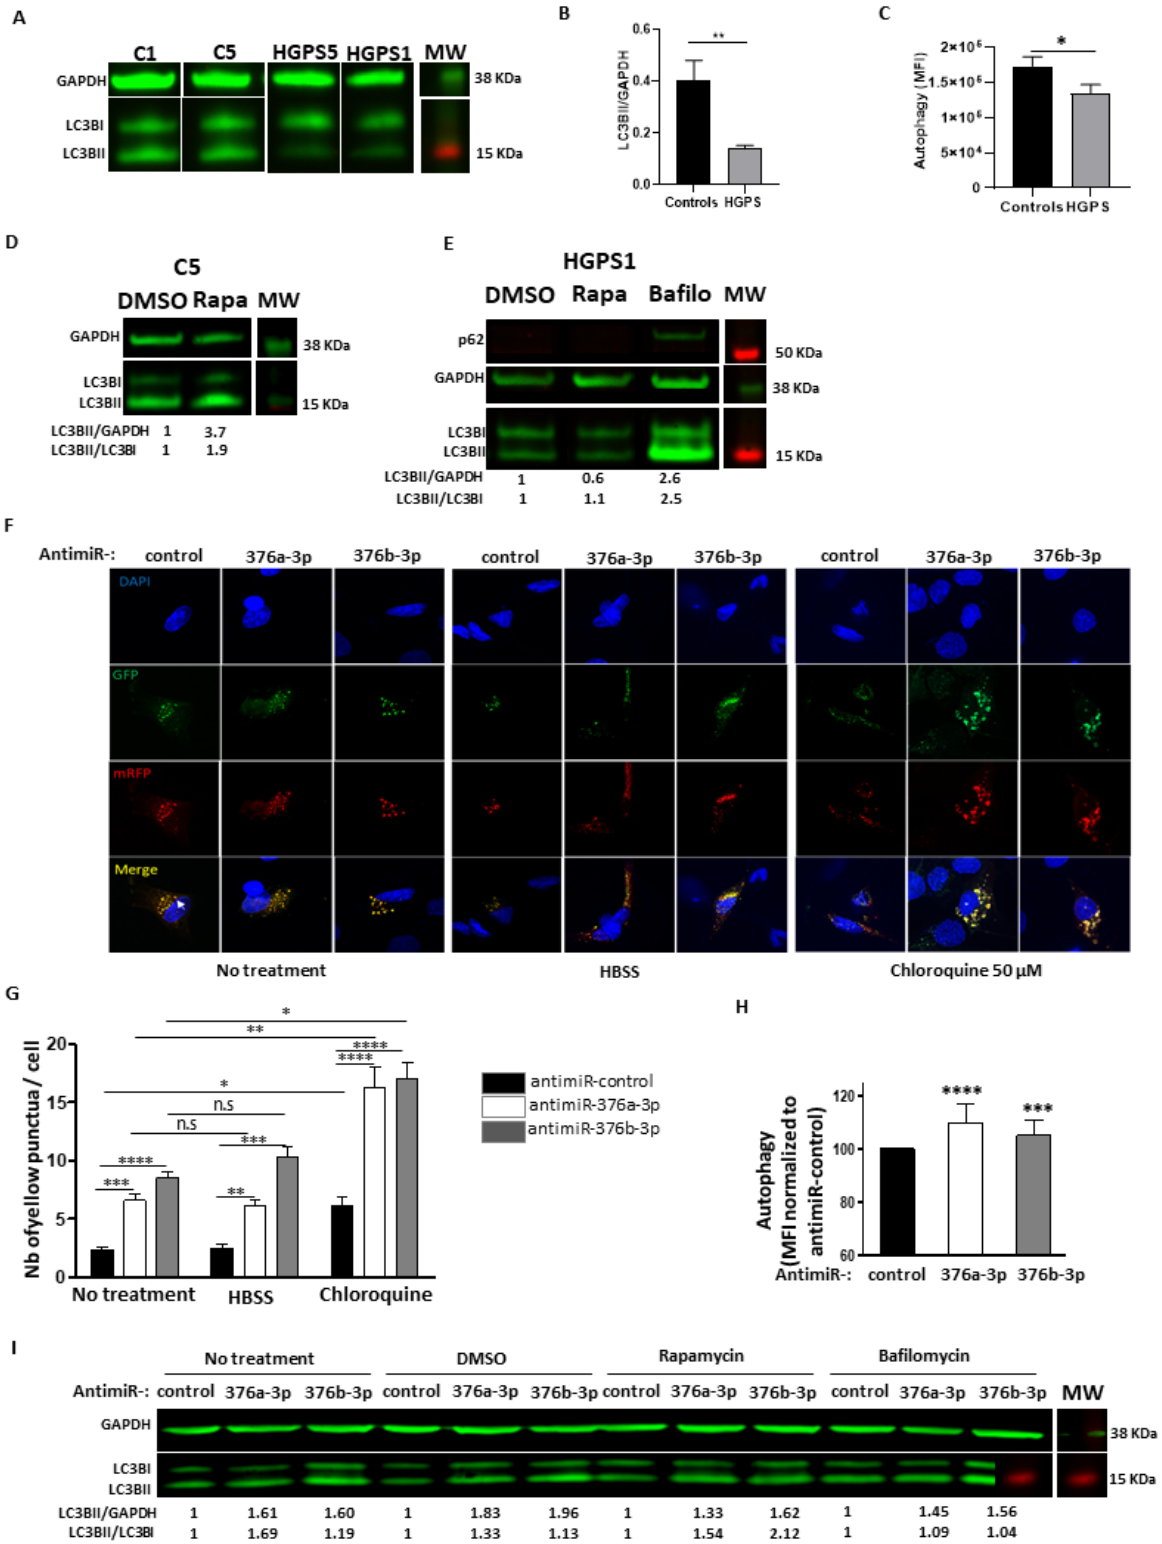 A
C1 C5 HGPS5 HGPS1 MW
GAPDH 38 KDa
LC3BI
LC3BII 15 KDa
B
LC3BII/GAPDH
0.6
0.4
0.2
0.0
**
Controls HGPS
C
Autophagy (MFI)
5×10⁴
0
*
Controls HGPS
D
C5
DMSO Rapa MW
GAPDH 38 KDa
LC3BI
LC3BII 15 KDa
LC3BII/GAPDH 1 3.7
LC3BII/LC3BI 1 1.9
E
HGPS1
DMSO Rapa Bafilo MW
p62 50 KDa
GAPDH 38 KDa
LC3BI
LC3BII 15 KDa
LC3BII/GAPDH 1 0.6 2.6
LC3BII/LC3BI 1 1.1 2.5
F
AntimiR-: control 376a-3p 376b-3p control 376a-3p 376b-3p control 376a-3p 376b-3p
DAPI
GFP
mRFP
Merge
No treatment HBSS Chloroquine 50 μM
G
Nb of yellow punctua / cell
20
15
10
5
0
*
**
**** ****
*
n.s
n.s
*** ****
** ***
No treatment HBSS Chloroquine
antimiR-control
antimiR-376a-3p
antimiR-376b-3p
H
Autophagy
(MFI normalized to
antimiR-control)
120
100
80
60
**** ***
AntimiR-: control 376a-3p 376b-3p
I
No treatment DMSO Rapamycin Bafilomycin
AntimiR-: control 376a-3p 376b-3p control 376a-3p 376b-3p control 376a-3p 376b-3p control 376a-3p 376b-3p MW
GAPDH 38 KDa
LC3BI
LC3BII 15 KDa
LC3BII/GAPDH 1 1.61 1.60 1 1.83 1.96 1 1.33 1.62 1 1.45 1.56
LC3BII/LC3BI 1 1.69 1.19 1 1.33 1.13 1 1.54 2.12 1 1.09 1.04